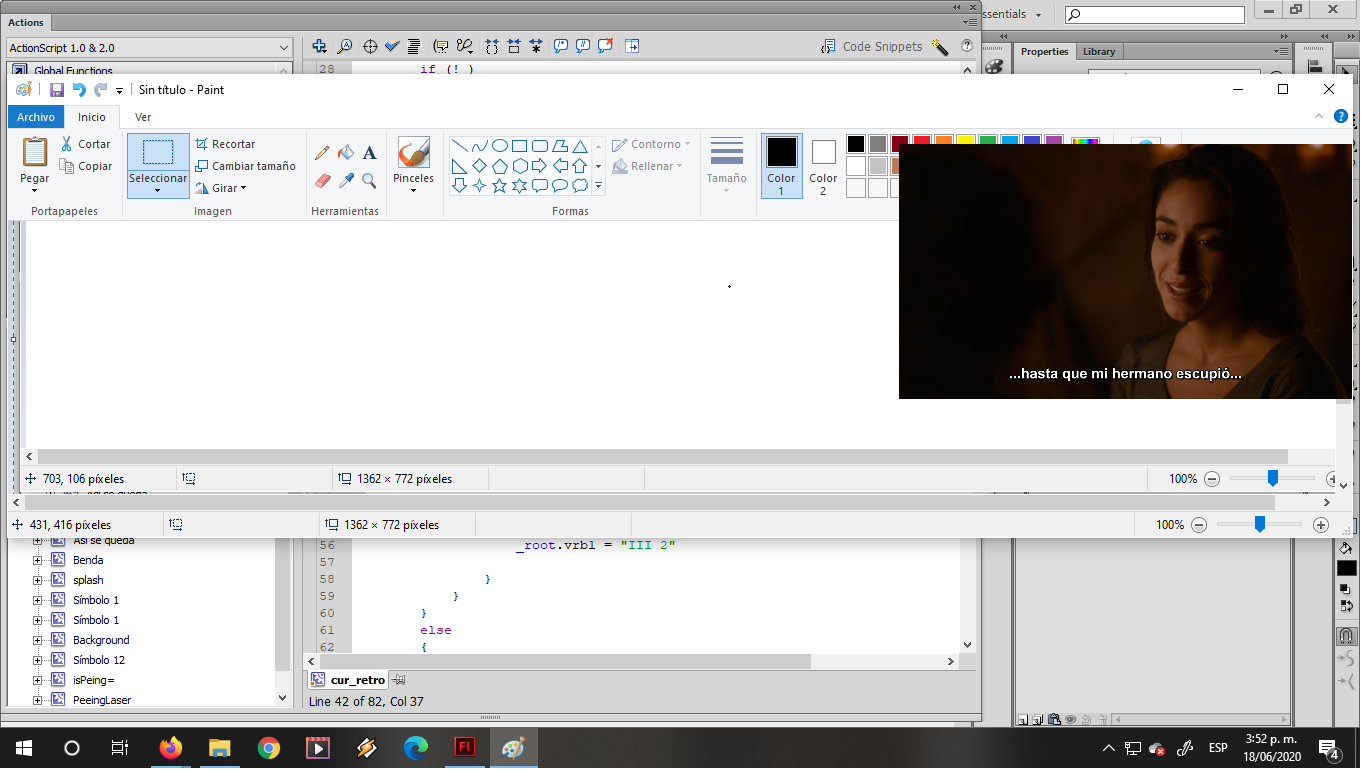 Actions
ssentials
ActionScript 1.0 & 2.0
Code Snippets
Properties
Library
Global Functions
28 if (! )
Sin título - Paint
Archivo
Inicio
Ver
Pegar
Cortar
Copiar
Portapapeles
Seleccionar
Recortar
Cambiar tamaño
Girar
Imagen
A
Herramientas
Pinceles
Contorno
Rellenar
Formas
Tamaño
Color
1
Color
2
...hasta que mi hermano escupió...
703, 106 píxeles
1362 × 772 píxeles
100%
431, 416 píxeles
1362 × 772 píxeles
100%
Asi se queda
Benda
splash
Símbolo 1
Símbolo 1
Background
Símbolo 12
isPeing=
PeeingLaser
56 _root.vrbl = "III 2"
57
58 }
59 }
60 }
61 else
62 {
cur_retro
Line 42 of 82, Col 37
Fl
ESP
3:52 p. m.
18/06/2020
4